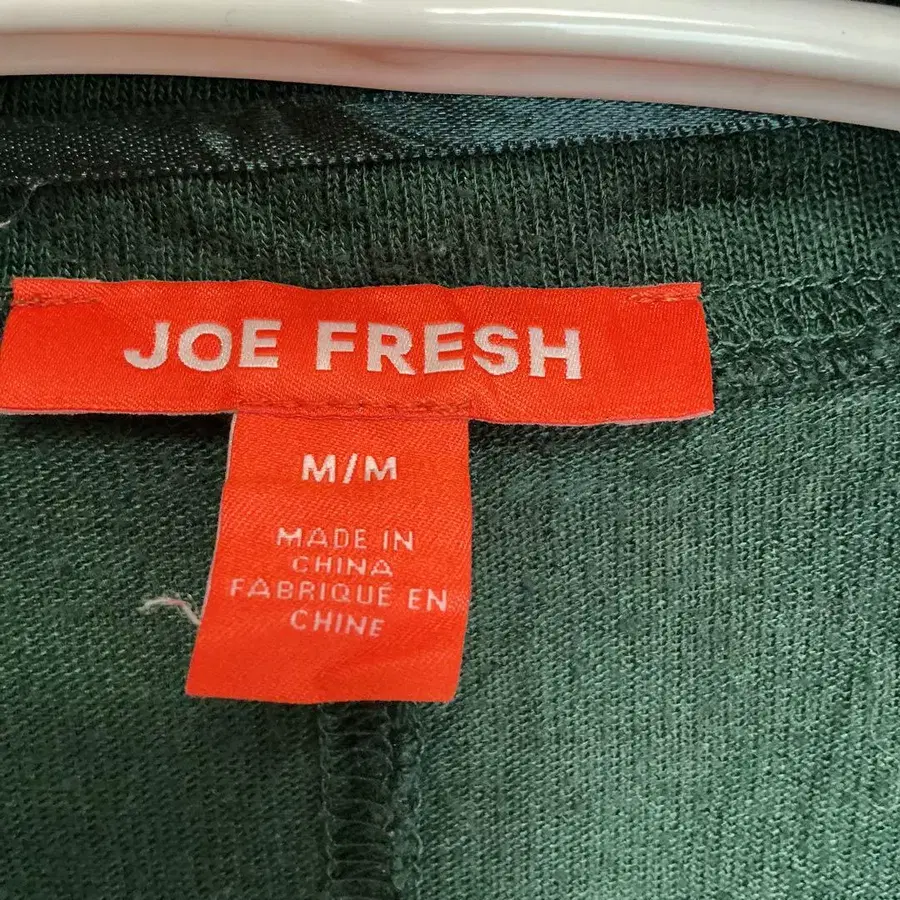 JOE FRESH
M/M
MADE IN
CHINA
FABRIQUÉ EN
CHINE